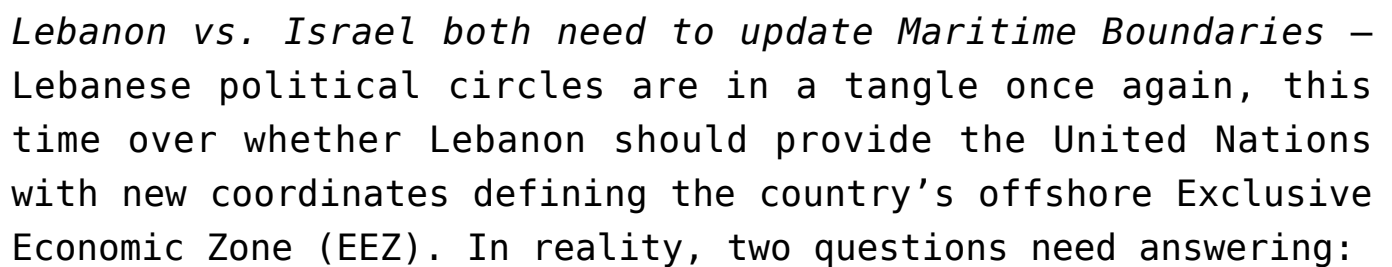 Lebanon vs. Israel both need to update Maritime Boundaries –
Lebanese political circles are in a tangle once again, this
time over whether Lebanon should provide the United Nations
with new coordinates defining the country’s offshore Exclusive
Economic Zone (EEZ). In reality, two questions need answering: